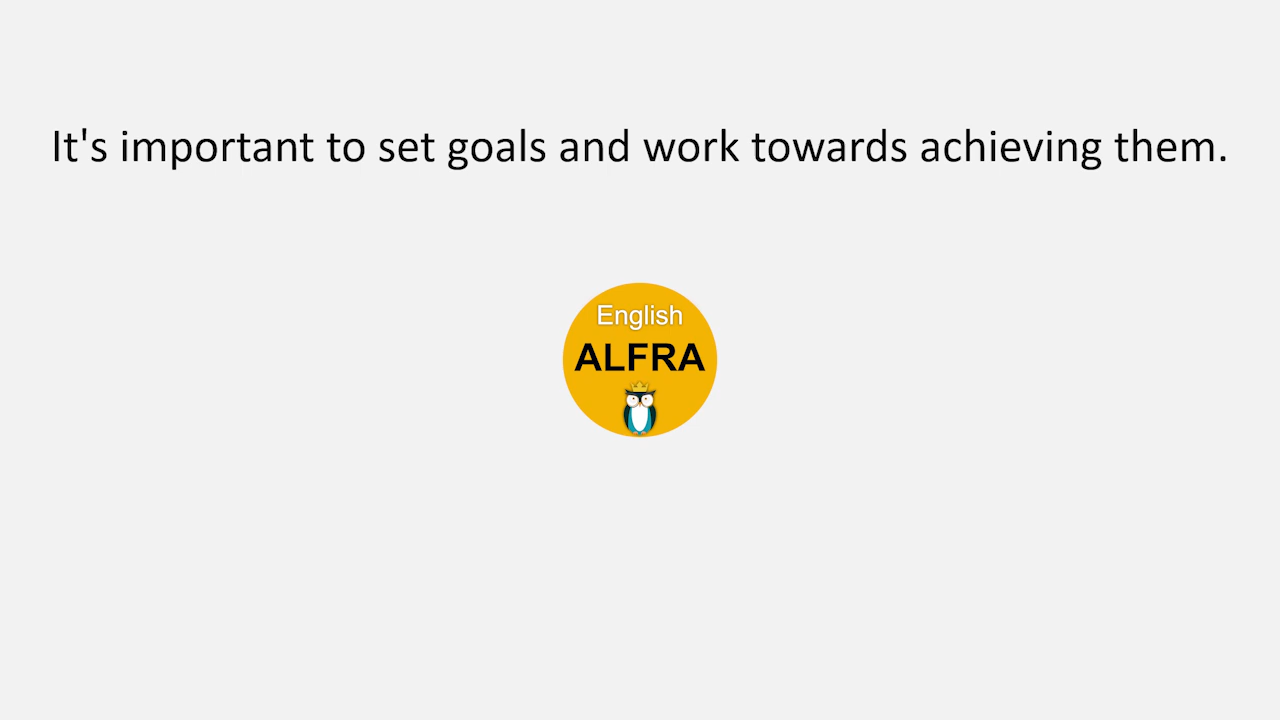 It's important to set goals and work towards achieving them.
English
ALFRA